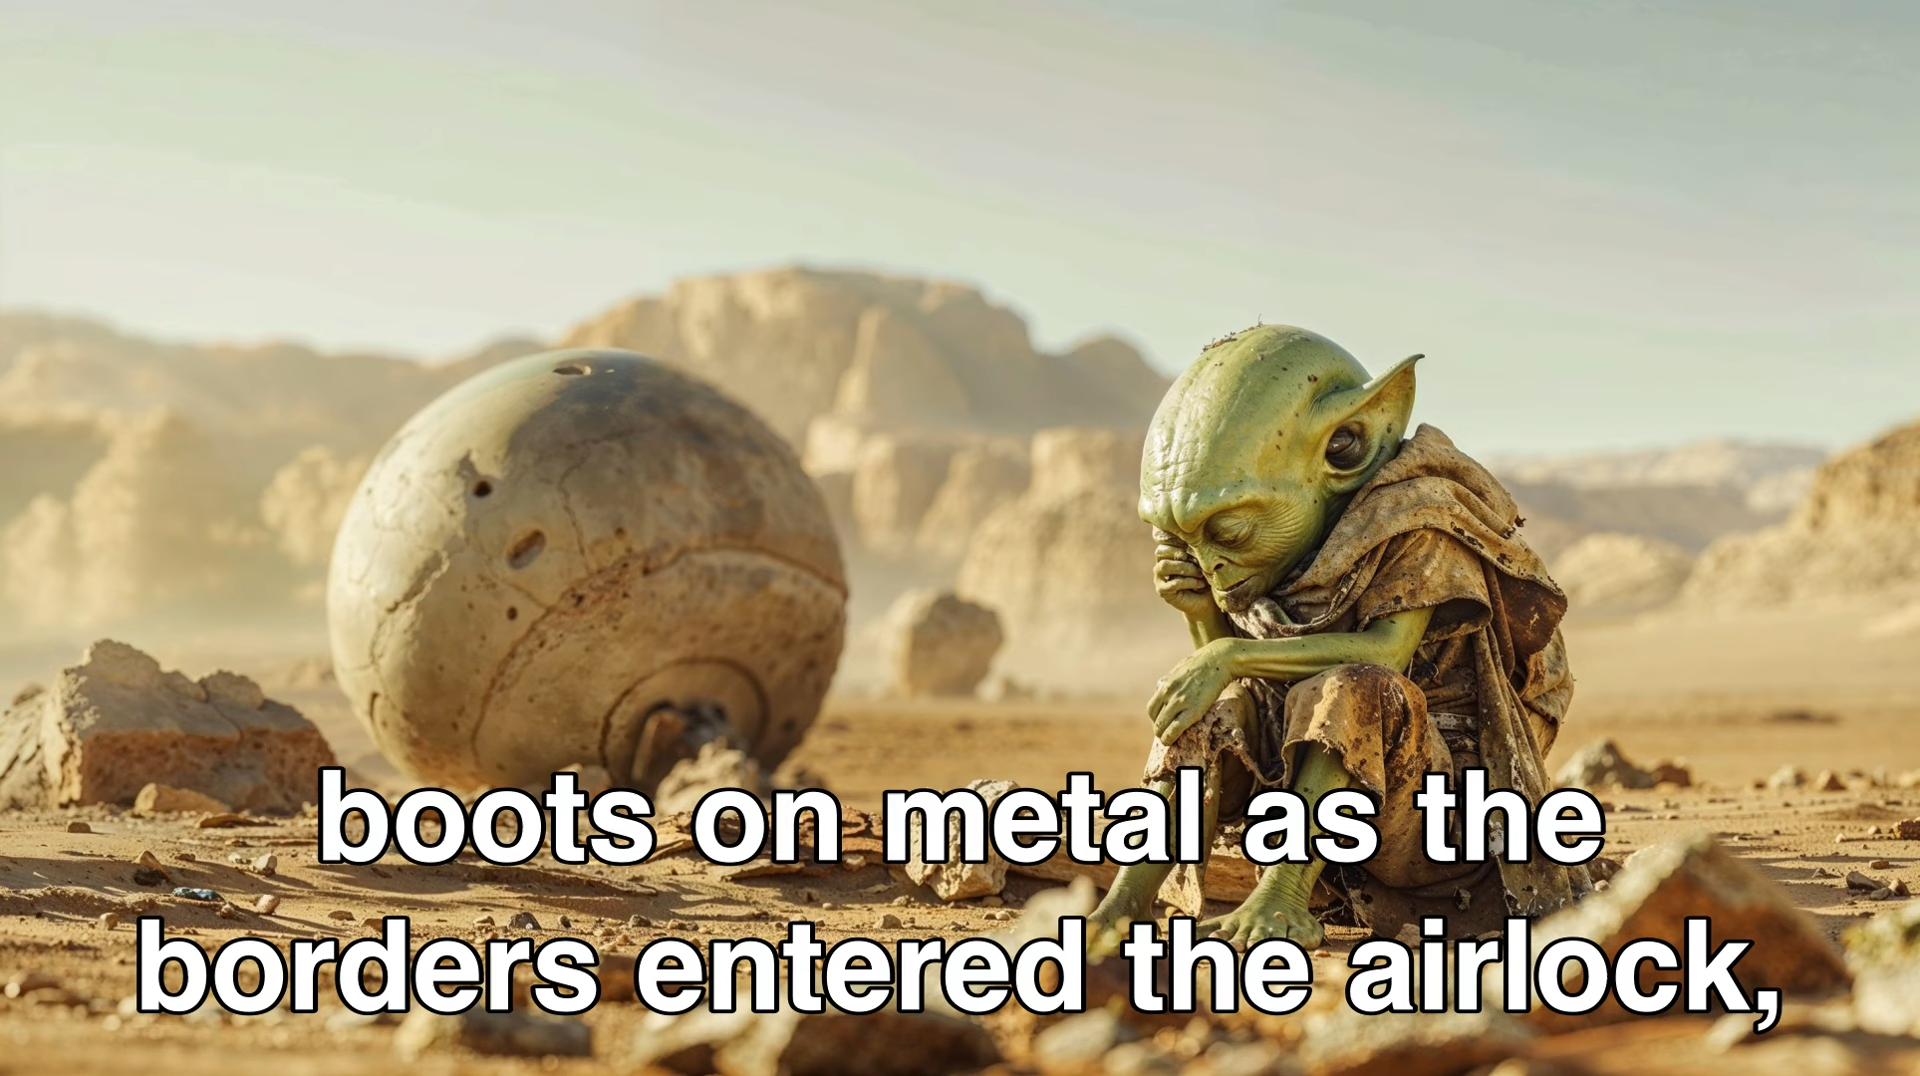 boots on metal as the
borders entered the airlock,